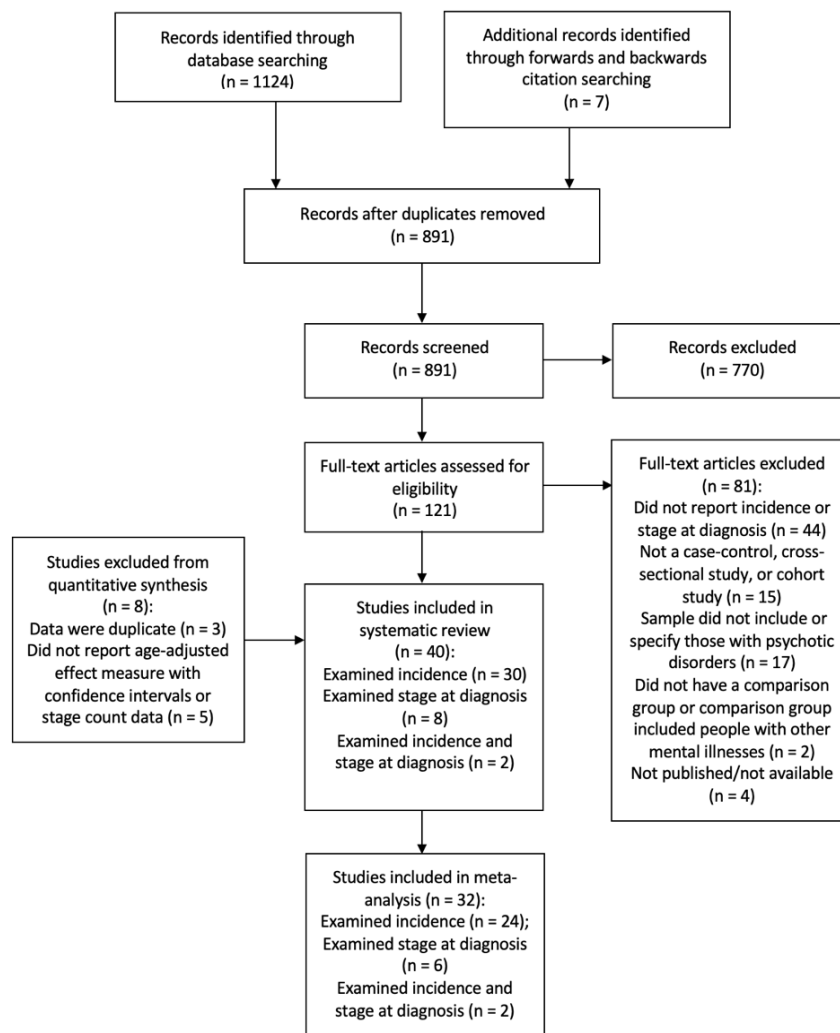 Records identified through
database searching
(n = 1124)
Additional records identified
through forwards and backwards
citation searching
(n = 7)
Records after duplicates removed
(n = 891)
Records screened
(n = 891)
Records excluded
(n = 770)
Full-text articles assessed for
eligibility
(n = 121)
Full-text articles excluded
(n = 81):
Did not report incidence or
stage at diagnosis (n = 44)
Not a case-control, cross-
sectional study, or cohort
study (n = 15)
Sample did not include or
specify those with psychotic
disorders (n = 17)
Did not have a comparison
group or comparison group
included people with other
mental illnesses (n = 2)
Not published/not available
(n = 4)
Studies excluded from
quantitative synthesis
(n = 8):
Data were duplicate (n = 3)
Did not report age-adjusted
effect measure with
confidence intervals or
stage count data (n = 5)
Studies included in
systematic review
(n = 40):
Examined incidence (n = 30)
Examined stage at diagnosis
(n = 8)
Examined incidence and
stage at diagnosis (n = 2)
Studies included in meta-
analysis (n = 32):
Examined incidence (n = 24);
Examined stage at diagnosis
(n = 6)
Examined incidence and
stage at diagnosis (n = 2)